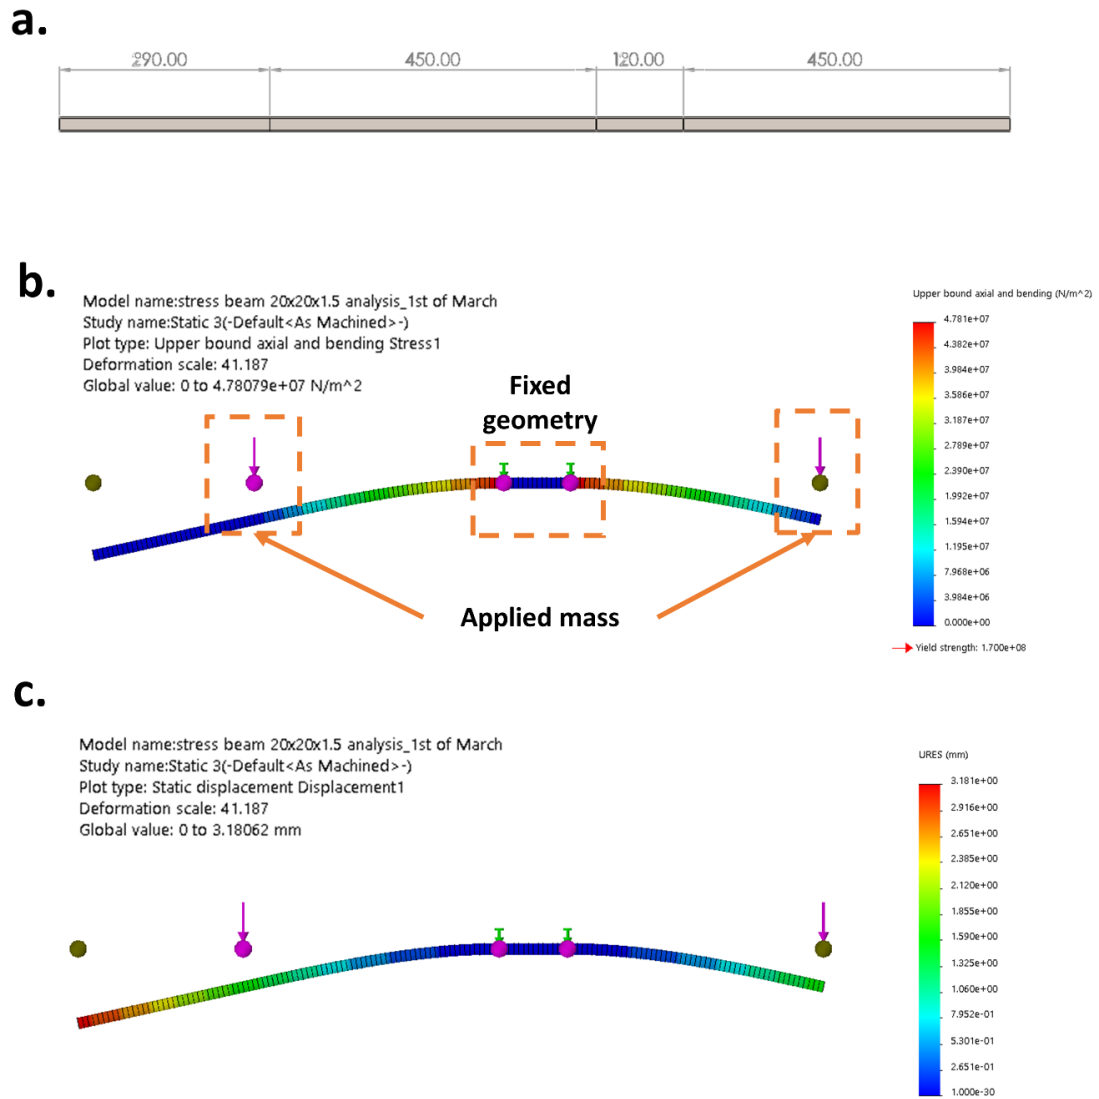 a.
290.00 450.00 120.00 450.00
b.
Model name:stress beam 20x20x1.5 analysis_1st of March
Study name:Static 3(-Default<As Machined>-)
Plot type: Upper bound axial and bending Stress1
Deformation scale: 41.187
Global value: 0 to 4.78079e+07 N/m^2
Fixed
geometry
Applied mass
Upper bound axial and bending (N/m^2)
4.781e+07
4.382e+07
3.984e+07
3.586e+07
3.187e+07
2.789e+07
2.390e+07
1.992e+07
1.594e+07
1.195e+07
7.968e+06
3.984e+06
0.000e+00
Yield strength: 1.700e+08
c.
Model name:stress beam 20x20x1.5 analysis_1st of March
Study name:Static 3(-Default<As Machined>-)
Plot type: Static displacement Displacement1
Deformation scale: 41.187
Global value: 0 to 3.18062 mm
URES (mm)
3.181e+00
2.916e+00
2.651e+00
2.385e+00
2.120e+00
1.855e+00
1.590e+00
1.325e+00
1.060e+00
7.952e-01
5.301e-01
2.651e-01
1.000e-30